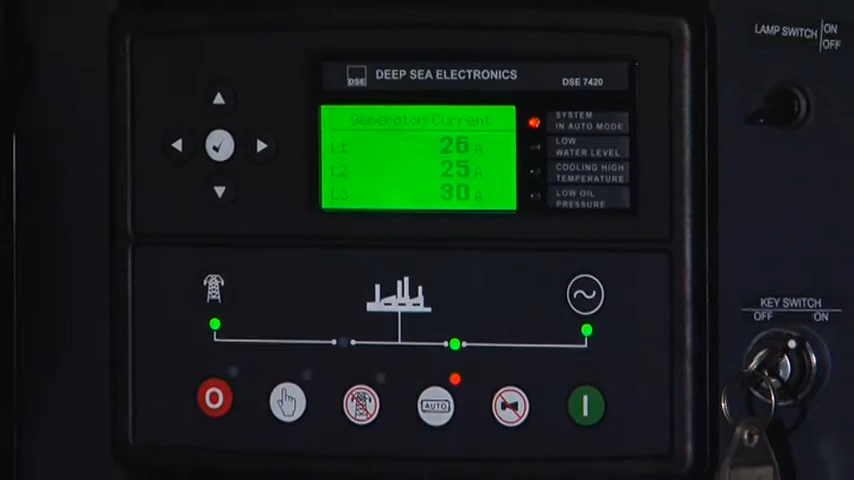 LAMP SWITCH ON
OFF
DSE DEEP SEA ELECTRONICS
DSE 7420
Generator Current
L1 26 A
L2 25 A
L3 30 A
SYSTEM
IN AUTO MODE
LOW
WATER LEVEL
COOLING HIGH
TEMPERATURE
LOW OIL
PRESSURE
KEY SWITCH
OFF ON
O
AUTO
I